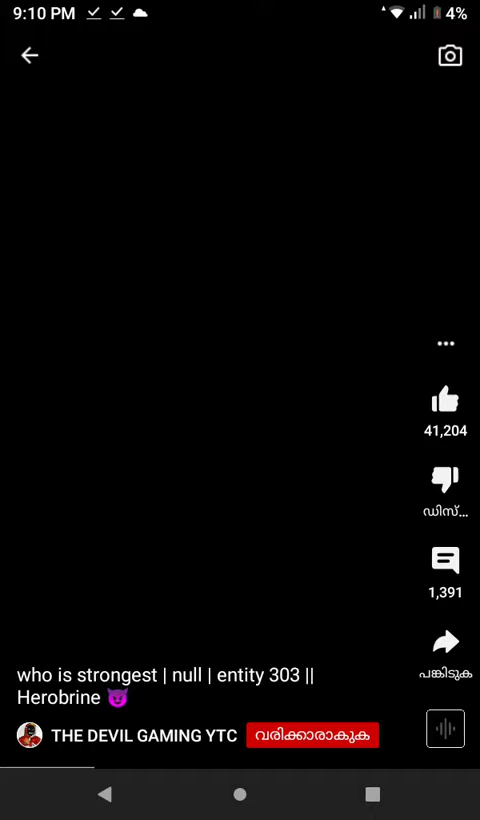 9:10 PM 4%
41,204
ഡിസ്...
1,391
പങ്കിടുക
who is strongest | null | entity 303 ||
Herobrine 😈
THE DEVIL GAMING YTC വരിക്കാരാകുക